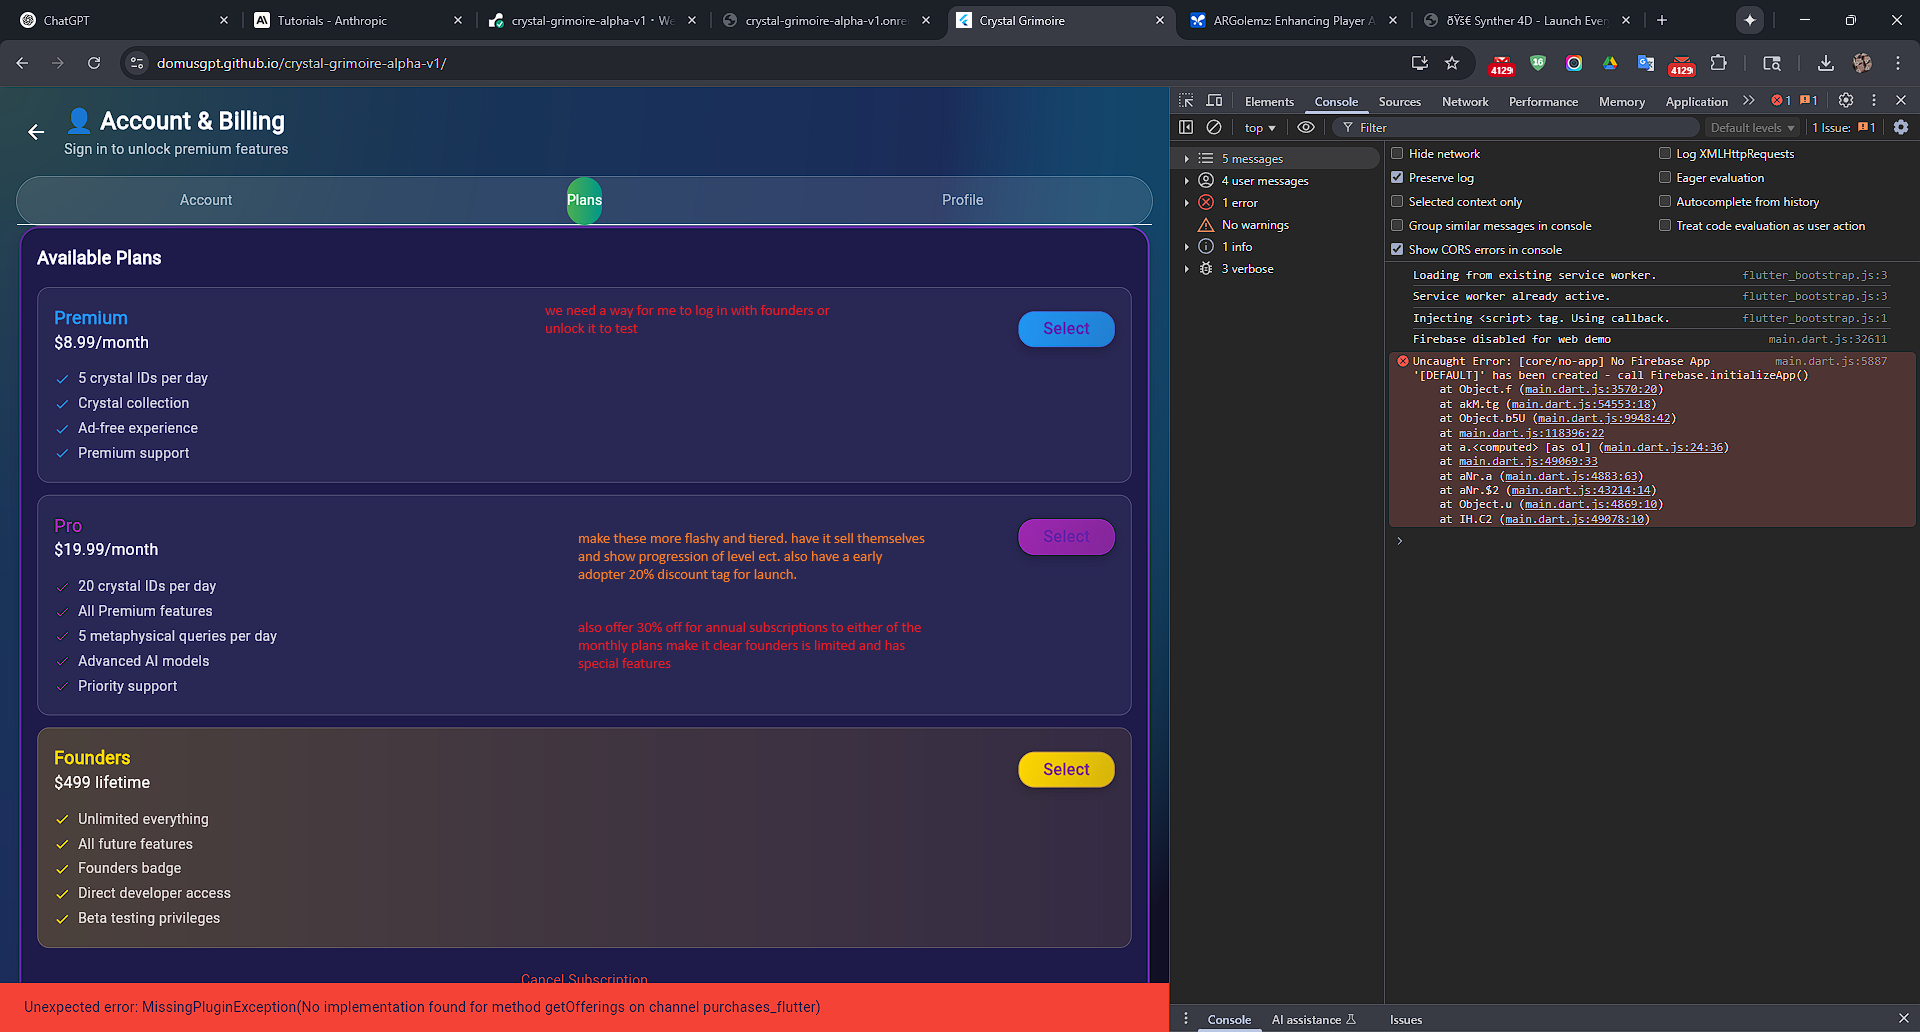 ChatGPT
Tutorials - Anthropic
crystal-grimoire-alpha-v1 · We
crystal-grimoire-alpha-v1.onre
Crystal Grimoire
ARGolemz: Enhancing Player A
ðŸš€ Synther 4D - Launch Ever
domusgpt.github.io/crystal-grimoire-alpha-v1/
4129
16
4129
Account & Billing
Sign in to unlock premium features
Account
Plans
Profile
Available Plans
Premium
$8.99/month
5 crystal IDs per day
Crystal collection
Ad-free experience
Premium support
we need a way for me to log in with founders or
unlock it to test
Select
Pro
$19.99/month
20 crystal IDs per day
All Premium features
5 metaphysical queries per day
Advanced AI models
Priority support
make these more flashy and tiered. have it sell themselves
and show progression of level ect. also have a early
adopter 20% discount tag for launch.
also offer 30% off for annual subscriptions to either of the
monthly plans make it clear founders is limited and has
special features
Select
Founders
$499 lifetime
Unlimited everything
All future features
Founders badge
Direct developer access
Beta testing privileges
Select
Cancel Subscription
Unexpected error: MissingPluginException(No implementation found for method getOfferings on channel purchases_flutter)
Elements
Console
Sources
Network
Performance
Memory
Application
1
1
top
Filter
Default levels
1 Issue: 1
5 messages
4 user messages
1 error
No warnings
1 info
3 verbose
Hide network
Log XMLHttpRequests
Preserve log
Eager evaluation
Selected context only
Autocomplete from history
Group similar messages in console
Treat code evaluation as user action
Show CORS errors in console
Loading from existing service worker. flutter_bootstrap.js:3
Service worker already active. flutter_bootstrap.js:3
Injecting <script> tag. Using callback. flutter_bootstrap.js:1
Firebase disabled for web demo main.dart.js:32611
Uncaught Error: [core/no-app] No Firebase App main.dart.js:5887
'[DEFAULT]' has been created - call Firebase.initializeApp()
at Object.f (main.dart.js:3570:20)
at akM.tg (main.dart.js:54553:18)
at Object.b5U (main.dart.js:9948:42)
at main.dart.js:118396:22
at a.<computed> [as o1] (main.dart.js:24:36)
at main.dart.js:49069:33
at aNr.a (main.dart.js:4883:63)
at aNr.$2 (main.dart.js:43214:14)
at Object.u (main.dart.js:4869:10)
at IH.C2 (main.dart.js:49078:10)
Console
AI assistance
Issues